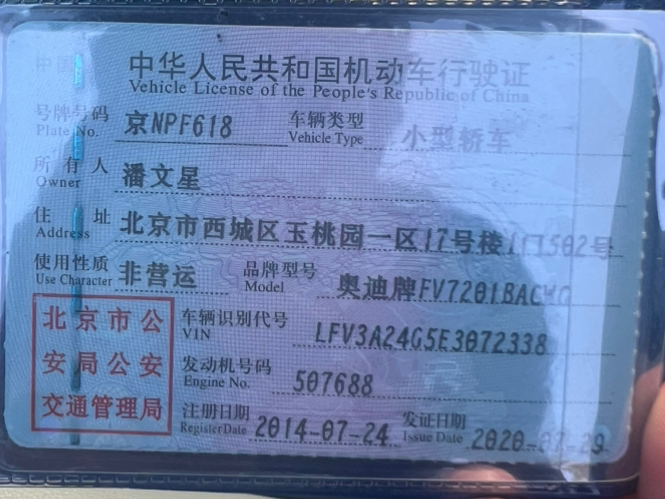 中华人民共和国机动车行驶证
Vehicle License of the People's Republic of China
号牌号码 京NPF618 车辆类型 小型轿车
Plate No. Vehicle Type
所有人 潘文星
Owner
住址 北京市西城区玉桃园一区17号楼
Address
使用性质 非营运 品牌型号 奥迪牌FV7201BACWG
Use Character Model
北京市公安局公安交通管理局
车辆识别代号 LFV3A24G5E3072338
VIN
发动机号码 507688
Engine No.
注册日期 2014-07-24 发证日期
Register Date Issue Date